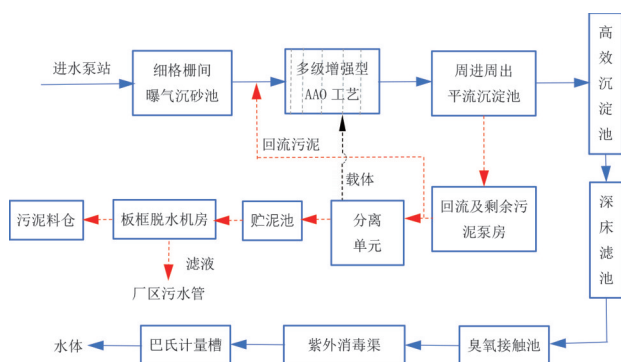 进水泵站
细格栅间
曝气沉砂池
多级增强型
AAO工艺
周进周出
平流沉淀池
高效沉淀池
回流污泥
载体
污泥料仓
板框脱水机房
贮泥池
分离
单元
回流及剩余污
泥泵房
深床滤池
滤液
厂区污水管
水体
巴氏计量槽
紫外消毒渠
臭氧接触池